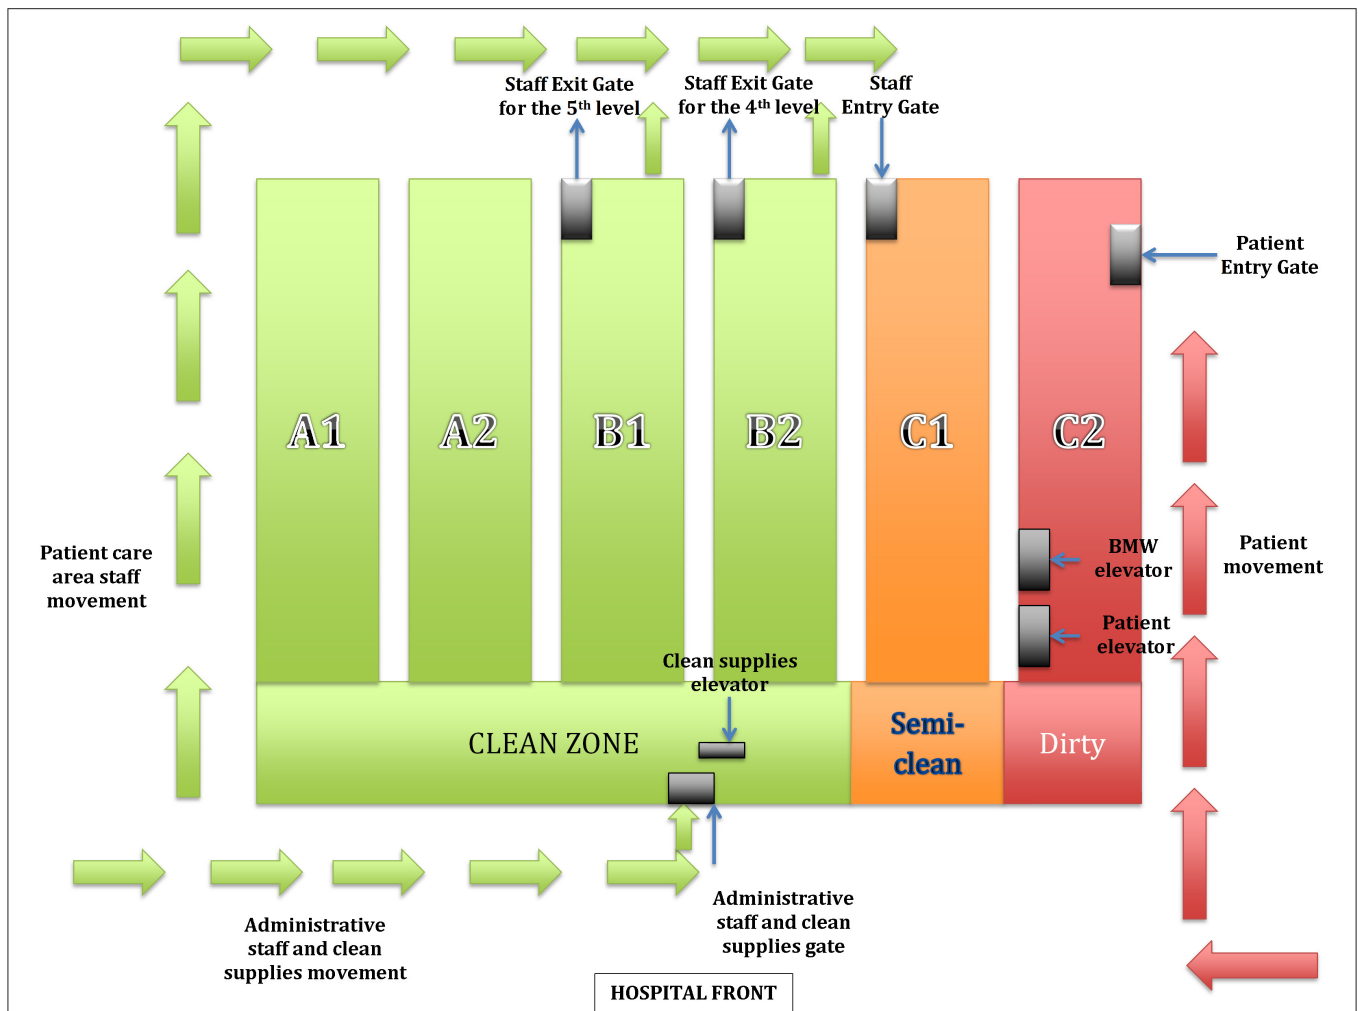 Staff Exit Gate
for the 5th level
Staff Exit Gate
for the 4th level
Staff
Entry Gate
Patient
Entry Gate
A1
A2
B1
B2
C1
C2
Patient care
area staff
movement
BMW
elevator
Patient
movement
Patient
elevator
Clean supplies
elevator
CLEAN ZONE
Semi-
clean
Dirty
Administrative
staff and clean
supplies movement
Administrative
staff and clean
supplies gate
HOSPITAL FRONT